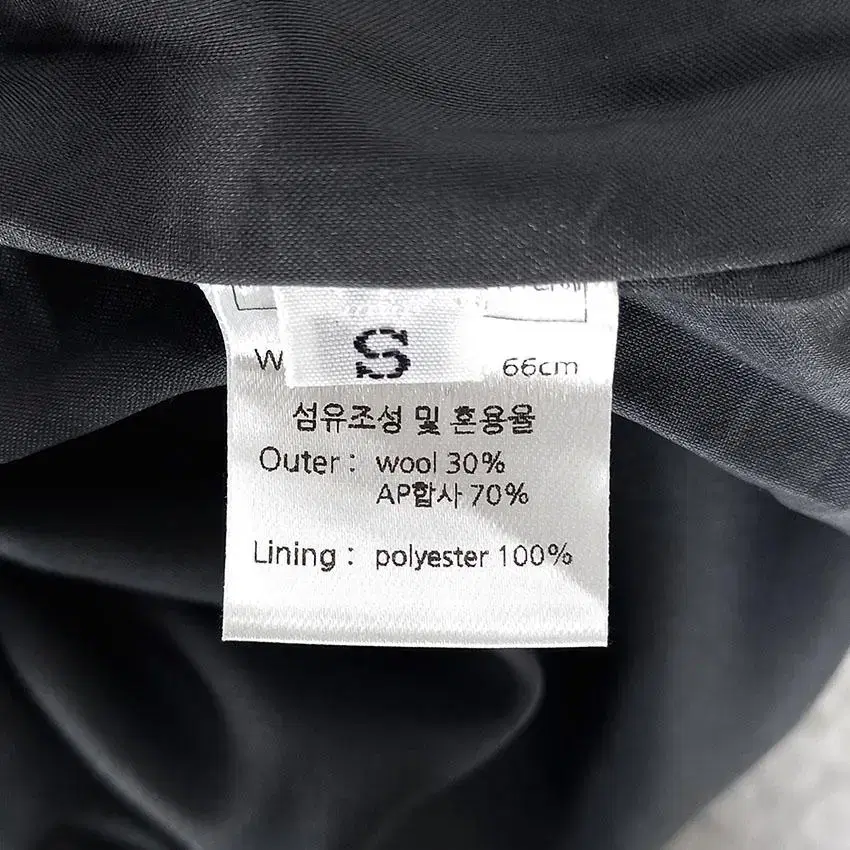 S
W 66cm
섬유조성 및 혼용율
Outer : wool 30%
AP합사 70%
Lining : polyester 100%